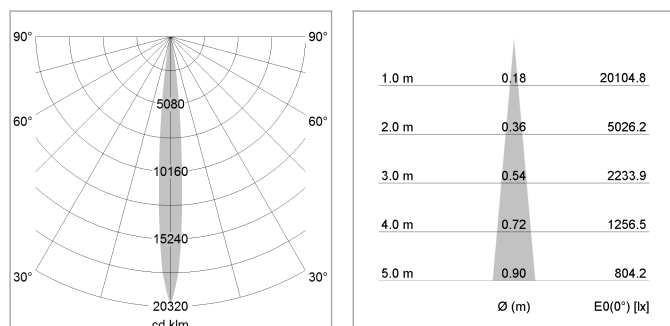 90° 90°
5080
60° 60°
10160
15240
30° 30°
20320
cd klm
1.0 m 0.18 20104.8
2.0 m 0.36 5026.2
3.0 m 0.54 2233.9
4.0 m 0.72 1256.5
5.0 m 0.90 804.2
Ø (m) E0(0°) [lx]